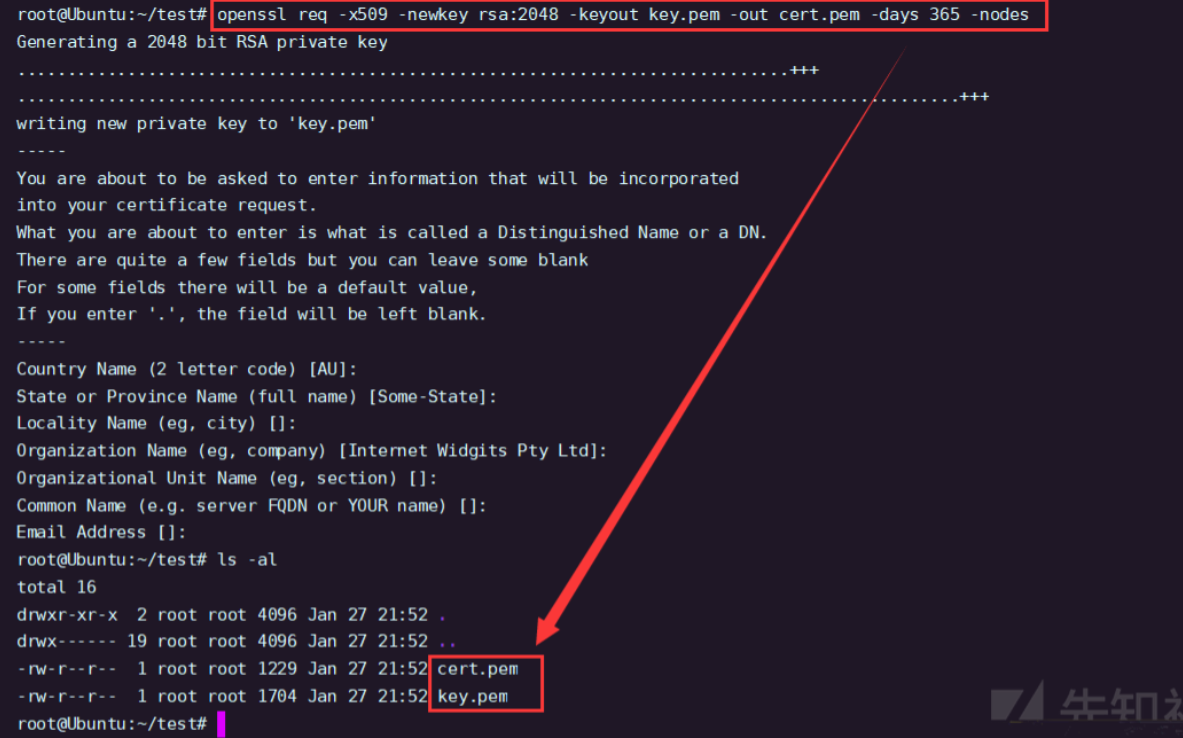 root@Ubuntu:~/test# openssl req -x509 -newkey rsa:2048 -keyout key.pem -out cert.pem -days 365 -nodes
Generating a 2048 bit RSA private key
.............................................................................+++
..............................................................................................+++
writing new private key to 'key.pem'
-----
You are about to be asked to enter information that will be incorporated
into your certificate request.
What you are about to enter is what is called a Distinguished Name or a DN.
There are quite a few fields but you can leave some blank
For some fields there will be a default value,
If you enter '.', the field will be left blank.
-----
Country Name (2 letter code) [AU]:
State or Province Name (full name) [Some-State]:
Locality Name (eg, city) []:
Organization Name (eg, company) [Internet Widgits Pty Ltd]:
Organizational Unit Name (eg, section) []:
Common Name (e.g. server FQDN or YOUR name) []:
Email Address []:
root@Ubuntu:~/test# ls -al
total 16
drwxr-xr-x  2 root root 4096 Jan 27 21:52 .
drwx------ 19 root root 4096 Jan 27 21:52 ..
-rw-r--r--  1 root root 1229 Jan 27 21:52 cert.pem
-rw-r--r--  1 root root 1704 Jan 27 21:52 key.pem
root@Ubuntu:~/test#
先知